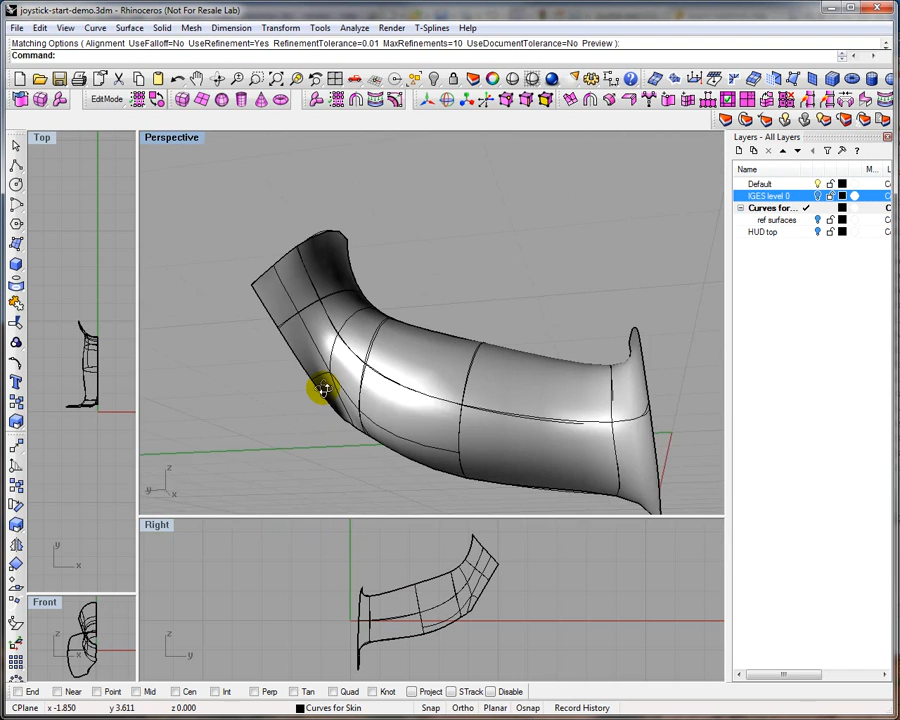 joystick-start-demo.3dm - Rhinoceros (Not For Resale Lab)
File Edit View Curve Surface Solid Mesh Dimension Transform Tools Analyze Render T-Splines Help
Matching Options ( Alignment UseFalloff=No UseRefinement=Yes RefinementTolerance=0.01 MaxRefinements=10 UseDocumentTolerance=No Preview ):
Command:
EditMode
Top
Perspective
Layers - All Layers
Name M...
Default
IGES level 0
Curves for...
ref surfaces
HUD top
y
x
z
y
x
Right
Front
z
x
z
y
End Near Point Mid Cen Int Perp Tan Quad Knot Project STrack Disable
CPlane x -1.850 y 3.611 z 0.000 Curves for Skin Snap Ortho Planar Osnap Record History